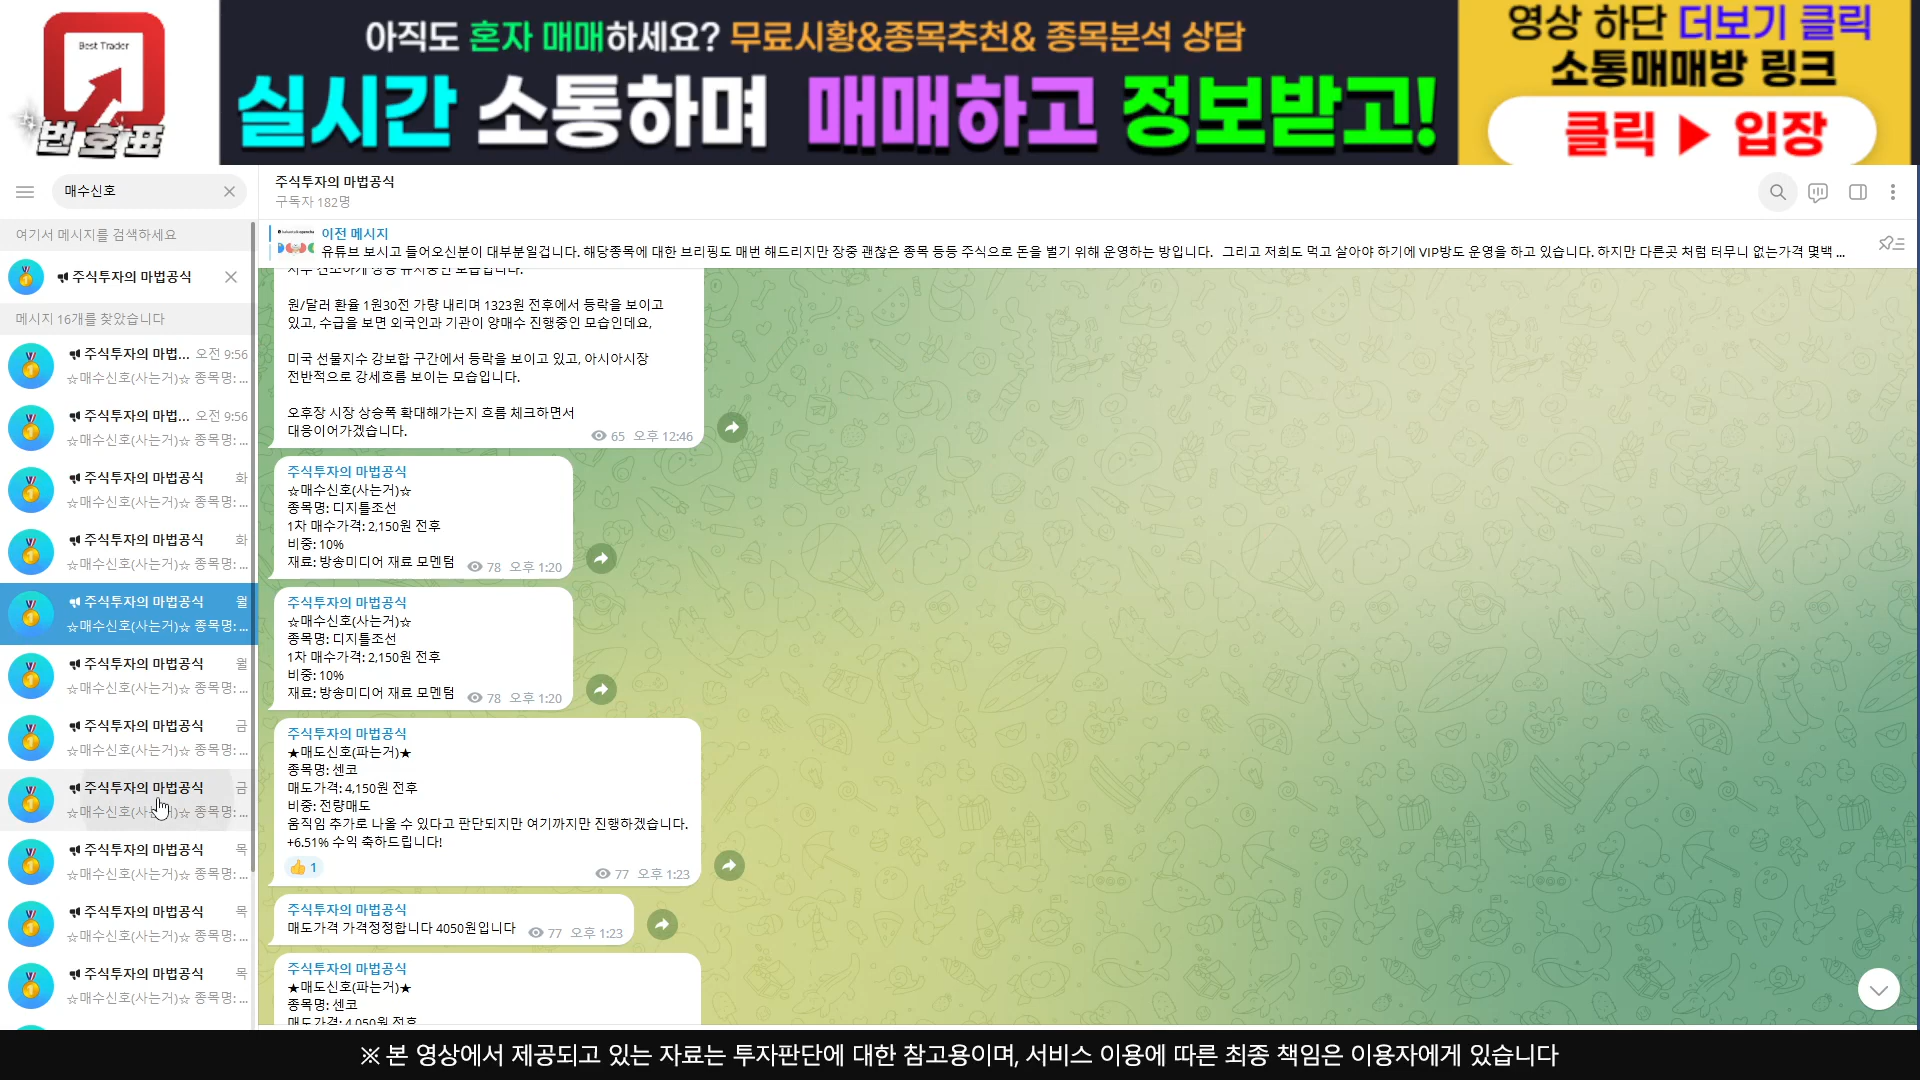 Best Trader
번호표
아직도 혼자 매매하세요? 무료시황&종목추천& 종목분석 상담
실시간 소통하며 매매하고 정보받고!
영상 하단 더보기 클릭
소통매매방 링크
클릭 ▶ 입장
매수신호
여기서 메시지를 검색하세요
주식투자의 마법공식
메시지 16개를 찾았습니다
주식투자의 마법... 오전 9:56
☆매수신호(사는거)☆ 종목명: ...
주식투자의 마법... 오전 9:56
☆매수신호(사는거)☆ 종목명: ...
주식투자의 마법공식 화
☆매수신호(사는거)☆ 종목명: ...
주식투자의 마법공식 화
☆매수신호(사는거)☆ 종목명: ...
주식투자의 마법공식 월
☆매수신호(사는거)☆ 종목명: ...
주식투자의 마법공식 월
☆매수신호(사는거)☆ 종목명: ...
주식투자의 마법공식 금
☆매수신호(사는거)☆ 종목명: ...
주식투자의 마법공식 금
☆매수신호(사는거)☆ 종목명: ...
주식투자의 마법공식 목
☆매수신호(사는거)☆ 종목명: ...
주식투자의 마법공식 목
☆매수신호(사는거)☆ 종목명: ...
주식투자의 마법공식 목
☆매수신호(사는거)☆ 종목명: ...
주식투자의 마법공식
구독자 182명
이전 메시지
유튜브 보시고 들어오신분이 대부분일겁니다. 해당종목에 대한 브리핑도 매번 해드리지만 장중 괜찮은 종목 등등 주식으로 돈을 벌기 위해 운영하는 방입니다. 그리고 저희도 먹고 살아야 하기에 VIP방도 운영을 하고 있습니다. 하지만 다른곳 처럼 터무니 없는가격 몇백 ...
원/달러 환율 1원30전 가량 내리며 1323원 전후에서 등락을 보이고
있고, 수급을 보면 외국인과 기관이 양매수 진행중인 모습인데요,
미국 선물지수 강보합 구간에서 등락을 보이고 있고, 아시아시장
전반적으로 강세흐름 보이는 모습입니다.
오후장 시장 상승폭 확대해가는지 흐름 체크하면서
대응이어가겠습니다.
65 오후 12:46
주식투자의 마법공식
☆매수신호(사는거)☆
종목명: 디지틀조선
1차 매수가격: 2,150원 전후
비중: 10%
재료: 방송미디어 재료 모멘텀 78 오후 1:20
주식투자의 마법공식
☆매수신호(사는거)☆
종목명: 디지틀조선
1차 매수가격: 2,150원 전후
비중: 10%
재료: 방송미디어 재료 모멘텀 78 오후 1:20
주식투자의 마법공식
★매도신호(파는거)★
종목명: 센코
매도가격: 4,150원 전후
비중: 전량매도
움직임 추가로 나올 수 있다고 판단되지만 여기까지만 진행하겠습니다.
+6.51% 수익 축하드립니다!
👍 1
77 오후 1:23
주식투자의 마법공식
매도가격 가격정정합니다 4050원입니다 77 오후 1:23
주식투자의 마법공식
★매도신호(파는거)★
종목명: 센코
매도가격: 4,050원 전후
※ 본 영상에서 제공되고 있는 자료는 투자판단에 대한 참고용이며, 서비스 이용에 따른 최종 책임은 이용자에게 있습니다